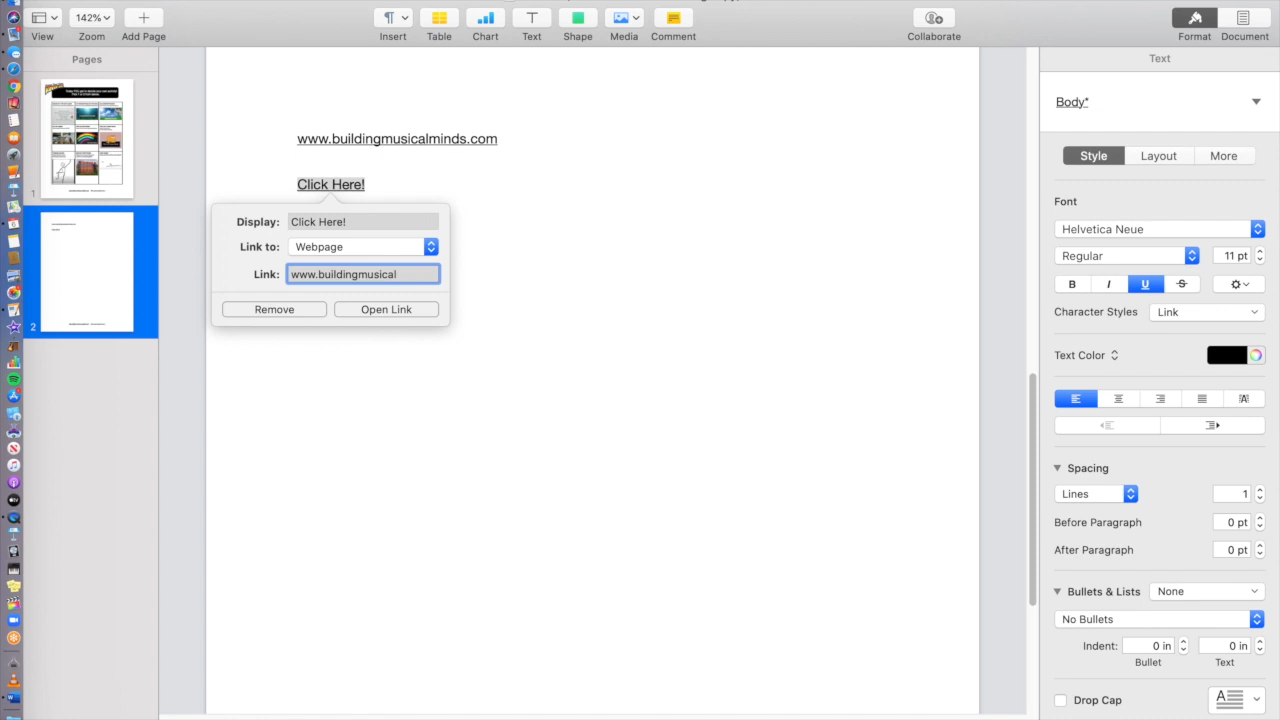 142%
View
Zoom
Add Page
Insert
Table
Chart
Text
Shape
Media
Comment
Collaborate
Format
Document
Pages
1
2
www.buildingmusicalminds.com
Click Here!
Display: Click Here!
Link to: Webpage
Link: www.buildingmusical
Remove
Open Link
Text
Body*
Style
Layout
More
Font
Helvetica Neue
Regular
11 pt
B I U S
Character Styles Link
Text Color
Spacing
Lines
1
Before Paragraph 0 pt
After Paragraph 0 pt
Bullets & Lists None
No Bullets
Indent: 0 in 0 in
Bullet Text
Drop Cap